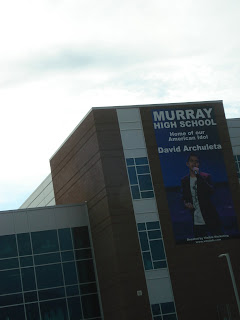 MURRAY
HIGH SCHOOL
Home of our
American Idol
David Archuleta